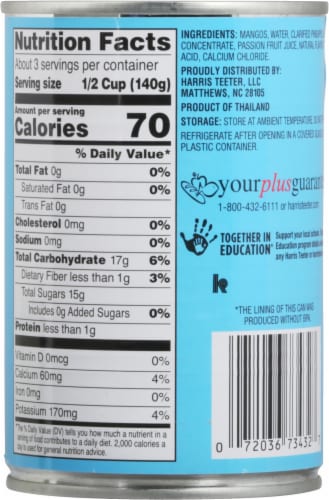 Nutrition Facts
About 3 servings per container
Serving size 1/2 Cup (140g)
Amount per serving
Calories 70
% Daily Value*
Total Fat 0g 0%
Saturated Fat 0g 0%
Trans Fat 0g
Cholesterol 0mg 0%
Sodium 0mg 0%
Total Carbohydrate 17g 6%
Dietary Fiber less than 1g 3%
Total Sugars 15g
Includes 0g Added Sugars 0%
Protein less than 1g
Vitamin D 0mcg 0%
Calcium 60mg 4%
Iron 0mg 0%
Potassium 170mg 4%
*The % Daily Value (DV) tells you how much a nutrient in a
serving of food contributes to a daily diet. 2,000 calories a
day is used for general nutrition advice.
INGREDIENTS: MANGOS, WATER, CLARIFIED
CONCENTRATE, PASSION FRUIT JUICE, NATURAL
ACID, CALCIUM CHLORIDE.
PROUDLY DISTRIBUTED BY:
HARRIS TEETER, LLC
MATTHEWS, NC 28105
PRODUCT OF THAILAND
STORAGE: STORE AT AMBIENT TEMPERATURE,
REFRIGERATE AFTER OPENING IN A COVERED
PLASTIC CONTAINER.
yourplusguaran
1-800-432-6111 or harristeeter.c
TOGETHER IN
EDUCATION
Support your local school.
Education program
any Harris Teeter or
k
*THE LINING OF THIS CAN WAS
PRODUCED WITHOUT BPA.
0 72036 73432